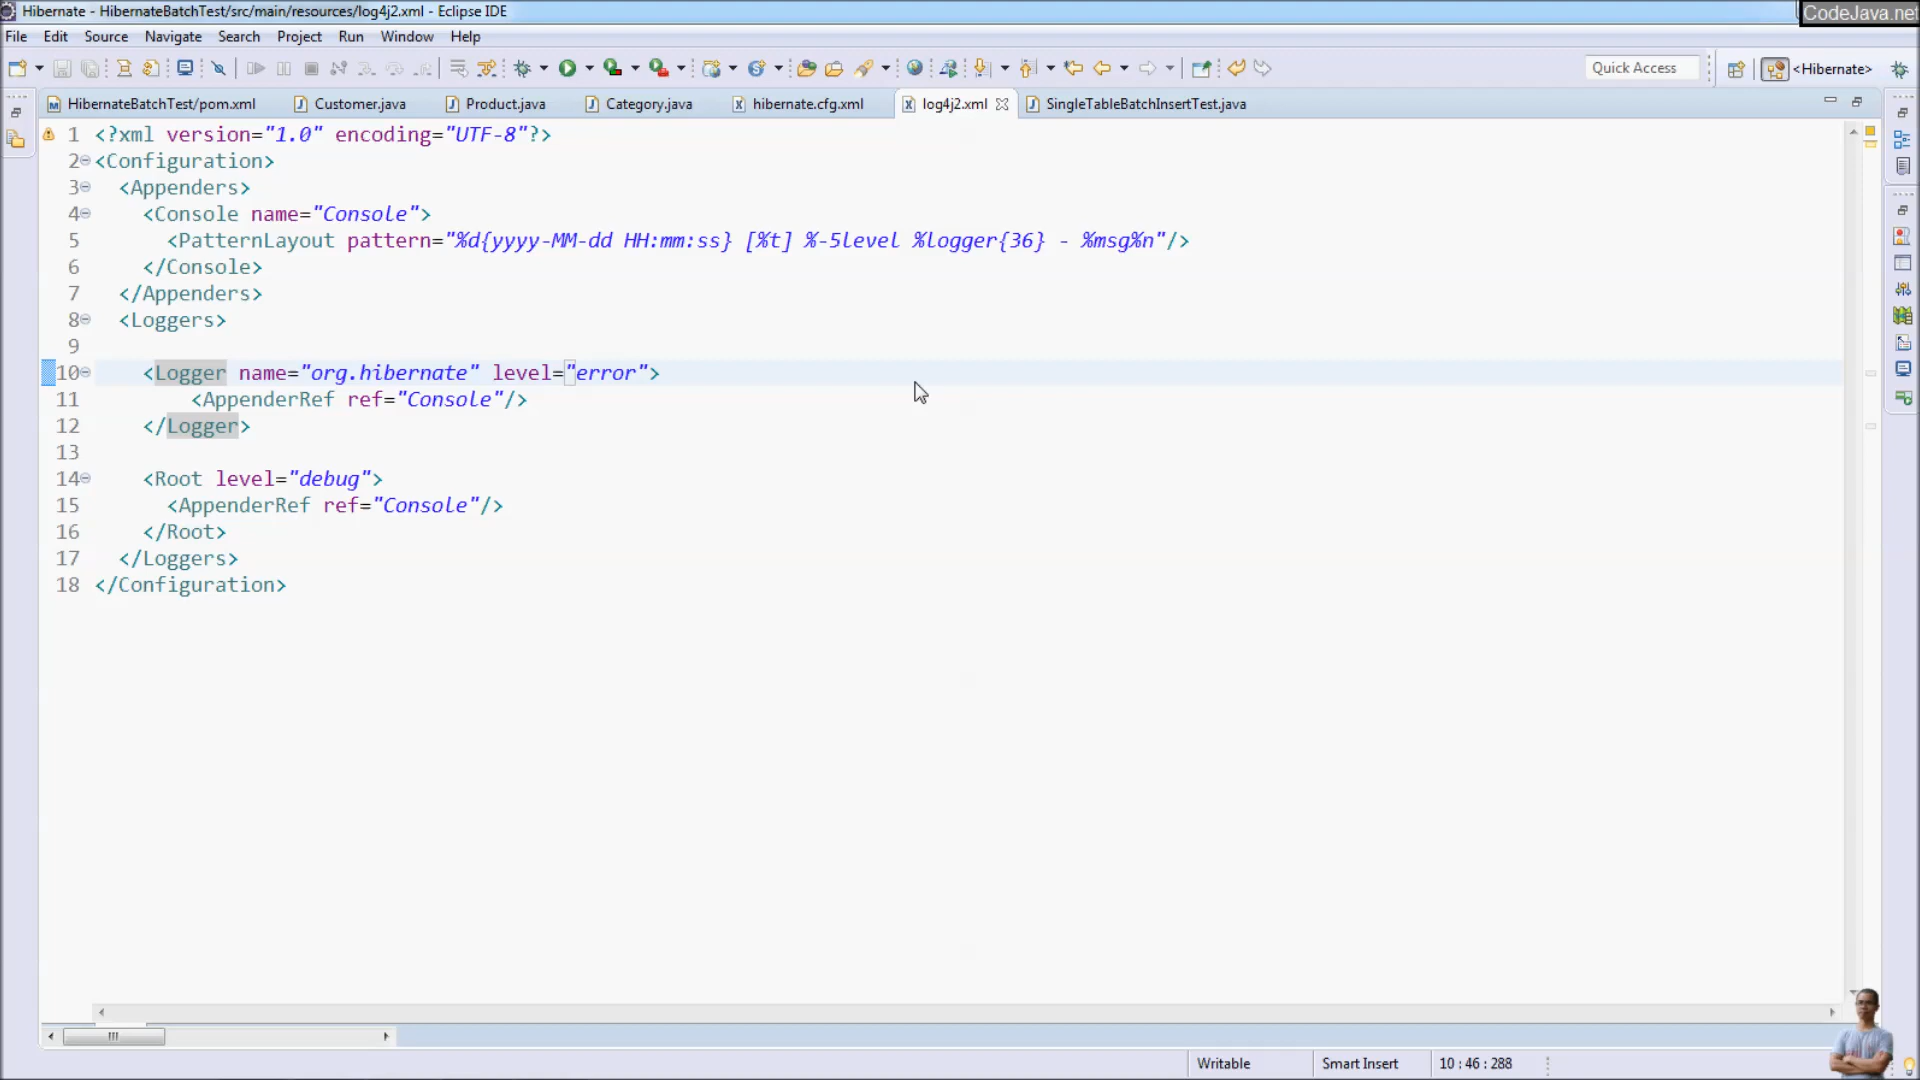 Hibernate - HibernateBatchTest/src/main/resources/log4j2.xml - Eclipse IDE
CodeJava.net
File Edit Source Navigate Search Project Run Window Help
Quick Access
<Hibernate>
HibernateBatchTest/pom.xml Customer.java Product.java Category.java hibernate.cfg.xml log4j2.xml SingleTableBatchInsertTest.java
1 <?xml version="1.0" encoding="UTF-8"?>
2 <Configuration>
3 <Appenders>
4 <Console name="Console">
5 <PatternLayout pattern="%d{yyyy-MM-dd HH:mm:ss} [%t] %-5level %logger{36} - %msg%n"/>
6 </Console>
7 </Appenders>
8 <Loggers>
9
10 <Logger name="org.hibernate" level="error">
11 <AppenderRef ref="Console"/>
12 </Logger>
13
14 <Root level="debug">
15 <AppenderRef ref="Console"/>
16 </Root>
17 </Loggers>
18 </Configuration>
Writable Smart Insert 10 : 46 : 288